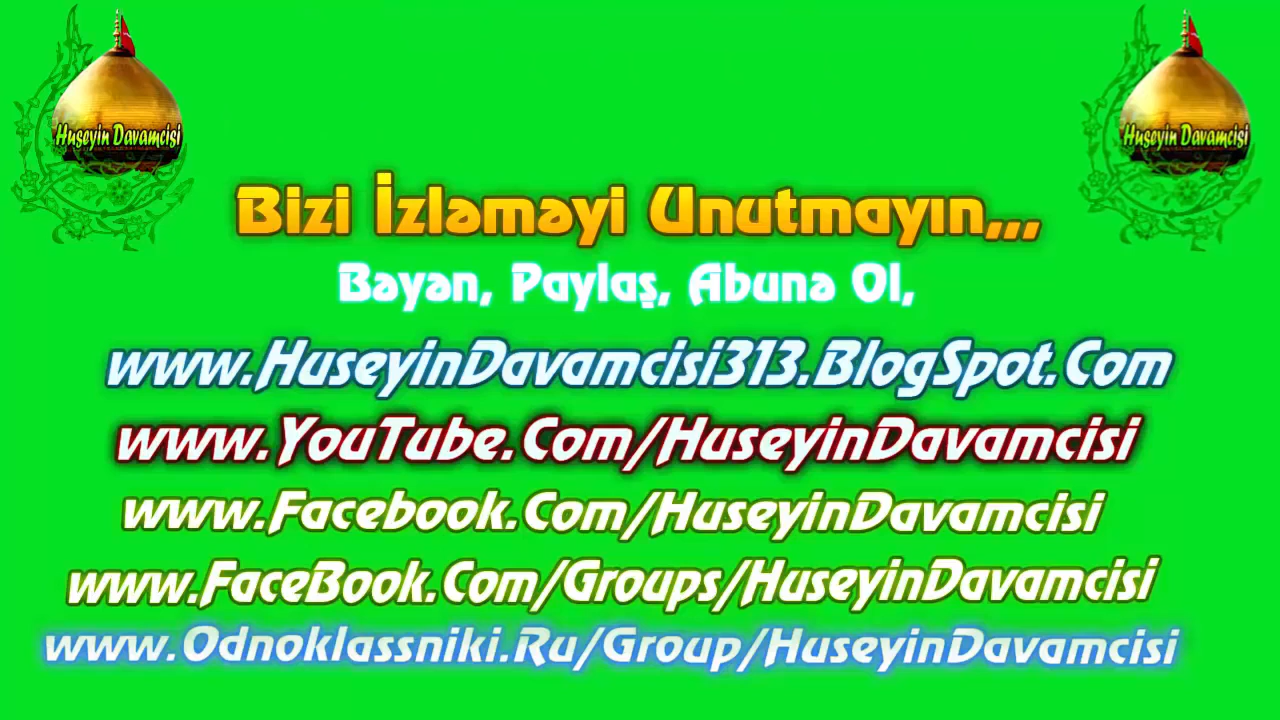 Huseyin Davamcisi
Huseyin Davamcisi
Bizi İzləməyi Unutmayın,,,
Bəyən, Paylaş, Abunə Ol,
www.HuseyinDavamcisi313.BlogSpot.Com
www.YouTube.Com/HuseyinDavamcisi
www.Facebook.Com/HuseyinDavamcisi
www.FaceBook.Com/Groups/HuseyinDavamcisi
www.Odnoklassniki.Ru/Group/HuseyinDavamcisi